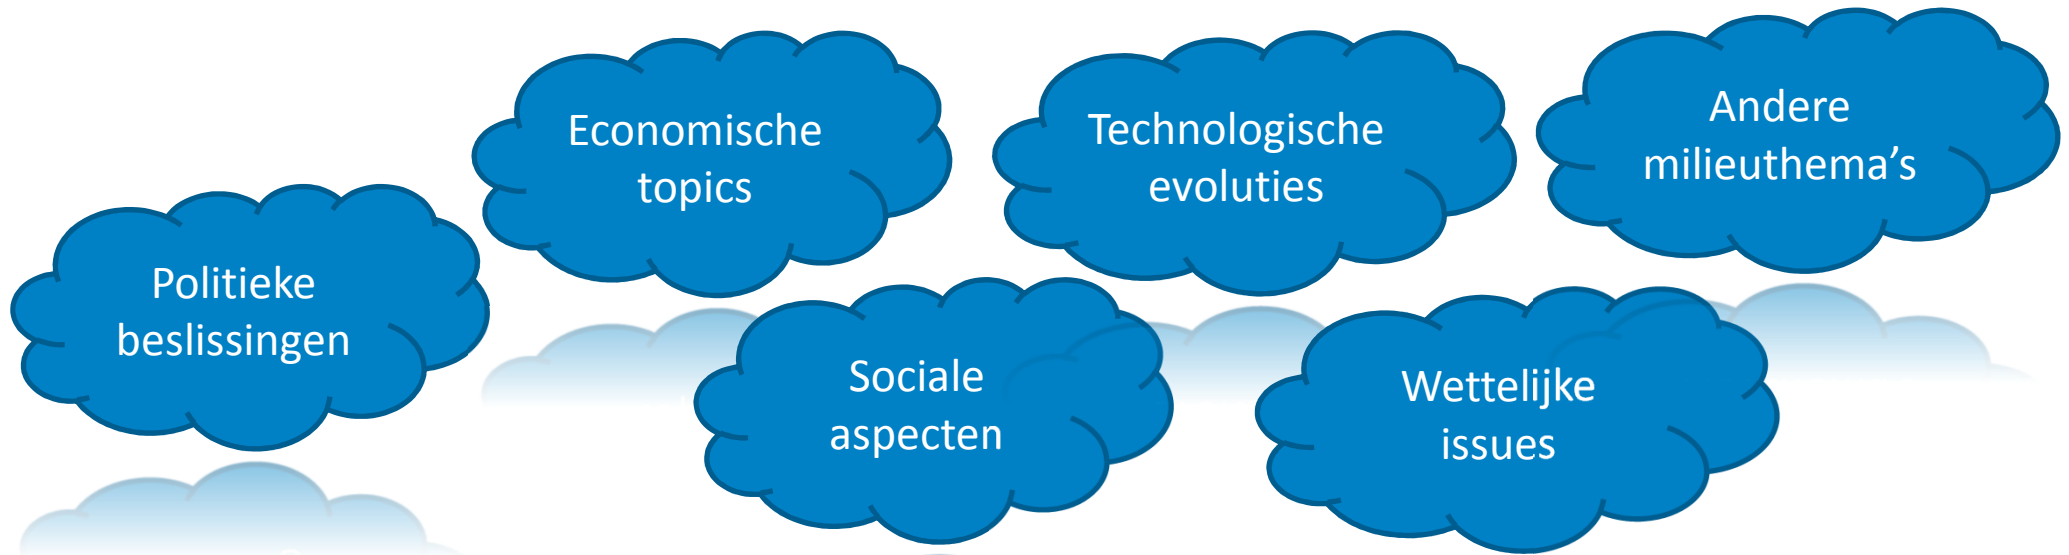 Politieke
beslissingen
Economische
topics
Sociale
aspecten
Technologische
evoluties
Wettelijke
issues
Andere
milieuthema's